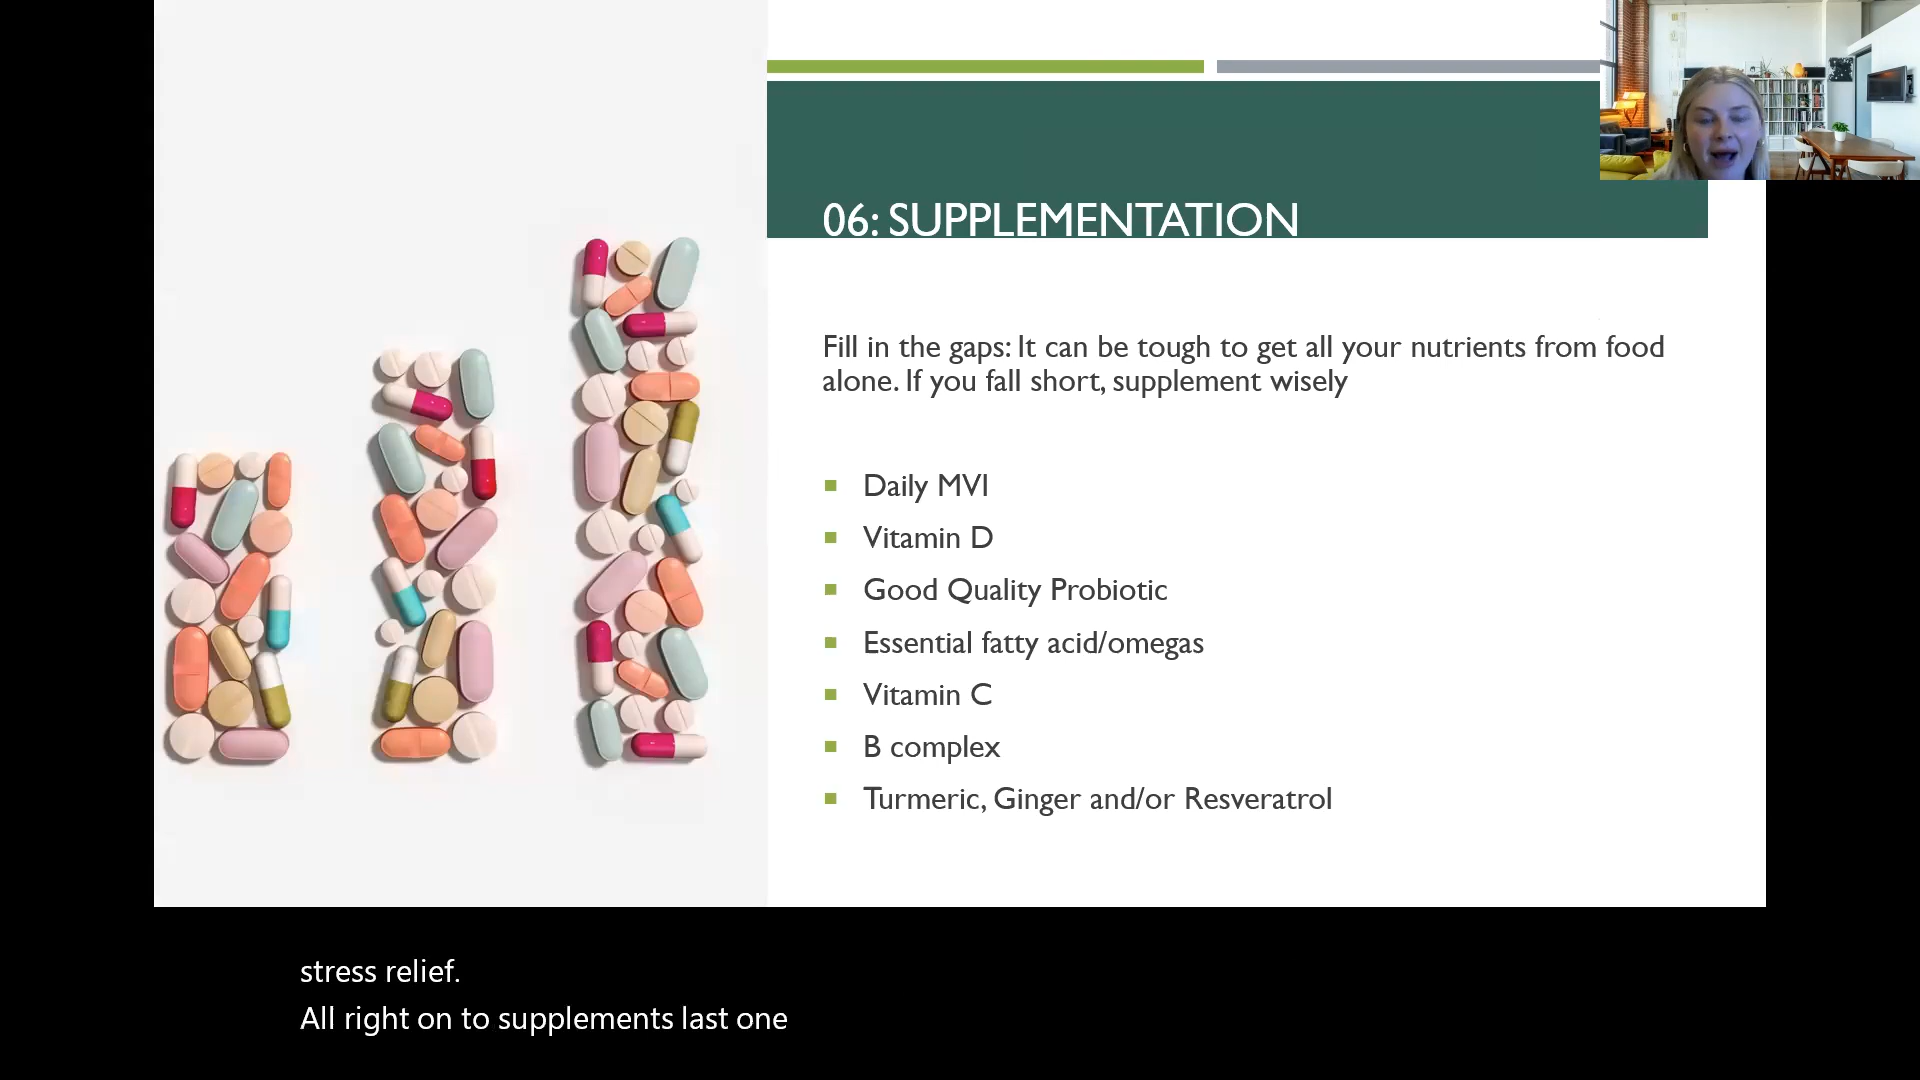 06: SUPPLEMENTATION
Fill in the gaps: It can be tough to get all your nutrients from food
alone. If you fall short, supplement wisely
Daily MVI
Vitamin D
Good Quality Probiotic
Essential fatty acid/omegas
Vitamin C
B complex
Turmeric, Ginger and/or Resveratrol
stress relief.
All right on to supplements last one